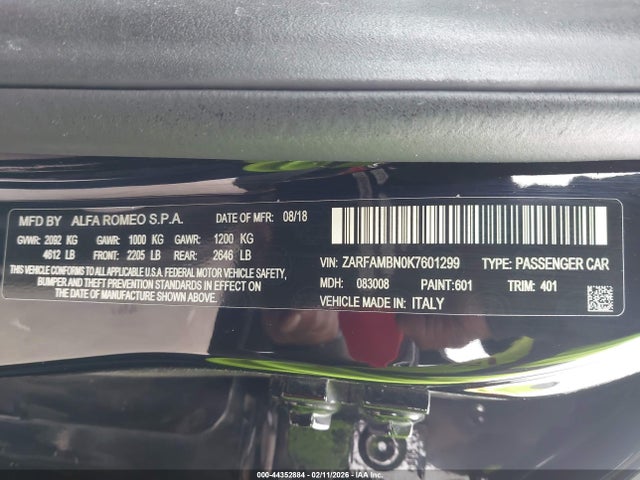 MFD BY ALFA ROMEO S.P.A. DATE OF MFR: 08/18
GVWR: 2092 KG GAWR: 1000 KG GAWR: 1200 KG
4612 LB FRONT: 2205 LB REAR: 2646 LB
THIS VEHICLE CONFORMS TO ALL APPLICABLE U.S.A. FEDERAL MOTOR VEHICLE SAFETY,
BUMPER AND THEFT PREVENTION STANDARDS IN EFFECT ON THE
DATE OF MANUFACTURE SHOWN ABOVE.
VIN: ZARFAMBN0K7601299 TYPE: PASSENGER CAR
MDH: 083008 PAINT:601 TRIM: 401
VEHICLE MADE IN: ITALY
000-44352884 - 02/11/2026 - IAAI.COM